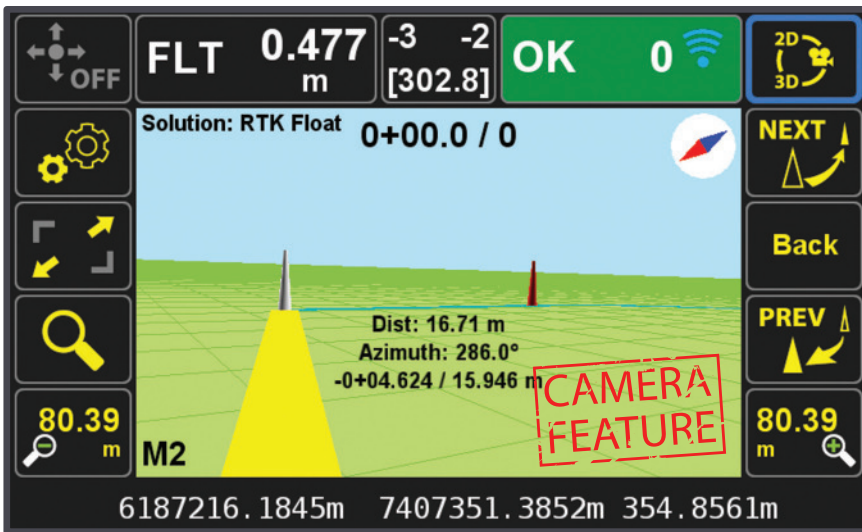 OFF
FLT 0.477 m
-3 -2
[302.8]
OK 0
2D
3D
Solution: RTK Float
0+00.0 / 0
NEXT
Back
PREV
Dist: 16.71 m
Azimuth: 286.0°
-0+04.624 / 15.946 m
CAMERA
FEATURE
80.39
m
M2
80.39
m
6187216.1845m 7407351.3852m 354.8561m